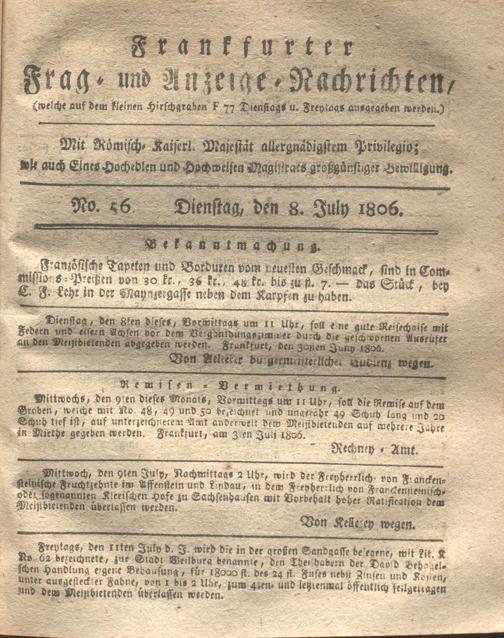 Frankfurter
Frag- und Anzeige-Nachrichten,
(welche auf dem kleinen Hirschgraben F 77 Dienstags u. Freytags ausgegeben werden.)
Mit Römisch-Kaiserl. Majestät allergnädigstem Privilegio;
wie auch Eines Hochedlen und Hochweisen Magistrats großgünstiger Bewilligung.
No. 56 Dienstag, den 8. July 1806.
Bekanntmachung.
Französische Tapeten und Borduren vom neuesten Geschmack, sind in Com-
missions-Preißen von 30 kr., 36 kr., 48 kr. bis zu fl. 7. — das Stück, bey
C. F. Lehr in der Maynzergasse neben dem Karpfen zu haben.
Dienstag, den 8ten dieses, Vormittags um 11 Uhr, soll eine gute Reisechaise mit
Federn und eisern Achsen vor dem Vergandungszimmer durch die geschwornen Ausrüfer
an den Meistbietenden abgegeben werden. Frankfurt, den 30ten Juny 1806.
Von Aelterer burgermeisterlicher Audienz wegen.
Remisen-Vermiethung.
Mittwochs, den 9ten dieses Monats, Vormittags um 11 Uhr, soll die Remise auf dem
Graben, welche mit No. 48, 49 und 50 bezeichnet und ungefähr 49 Schuh lang und 20
Schuh tief ist, auf unterzeichnetem Amt anderweit dem Meistbietenden auf mehrere Jahre
in Miethe gegeben werden. Frankfurt, am 3ten Juli 1806.
Rechney-Amt.
Mittwoch, den 9ten July, Nachmittags 2 Uhr, wird der Freyherrlich-von Francken-
steinische Fruchtzehnte im Affenstein und Lindau, in dem Freyherrlich von Franckensteinisch-
oder sogenannten Kleeischen Hofe zu Sachsenhausen mit Vorbehalt hoher Ratification dem
Meistbietenden überlassen werden.
Von Kellerey wegen.
Freytags, den 11ten July d. J. wird die in der großen Sandgasse belegene, mit Lit. K
No 62 bezeichnete, zur Stadt Weilburg benannte, den Theilhabern der David Behagel-
schen Handlung eigene Behausung, für 18000 fl. des 24 fl. Fuses nebst Zinsen und Kosten,
unter ausgesteckter Fahne, von 1 bis 2 Uhr, zum 4ten- und letztenmal öffentlich feilgetragen
und dem Meistbietenden überlassen werden.